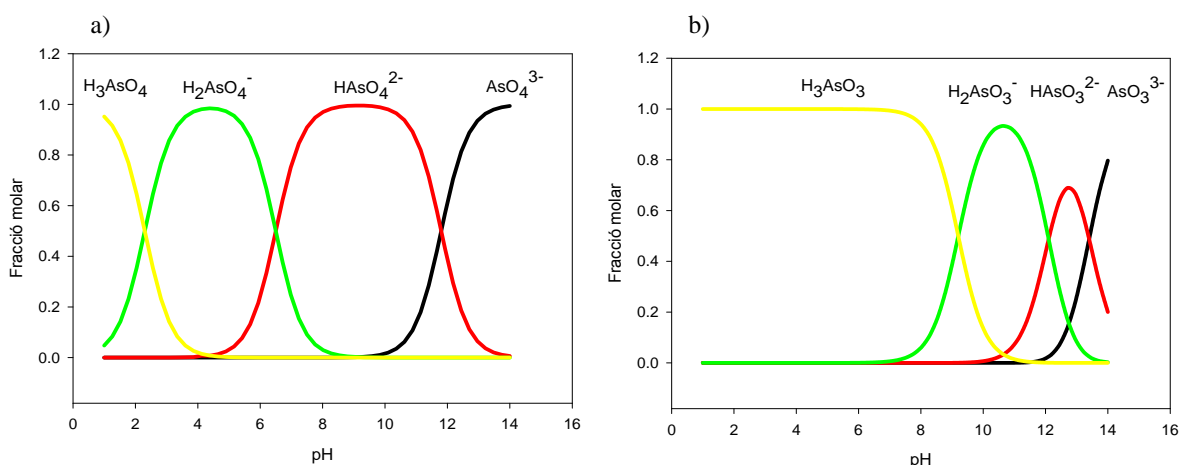 a)
H3AsO4 H2AsO4- HAsO42- AsO43-
Fracció molar
1.2
1.0
0.8
0.6
0.4
0.2
0.0
0 2 4 6 8 10 12 14 16
pH
b)
H3AsO3 H2AsO3- HAsO32- AsO33-
Fracció molar
1.2
1.0
0.8
0.6
0.4
0.2
0.0
0 2 4 6 8 10 12 14 16
pH